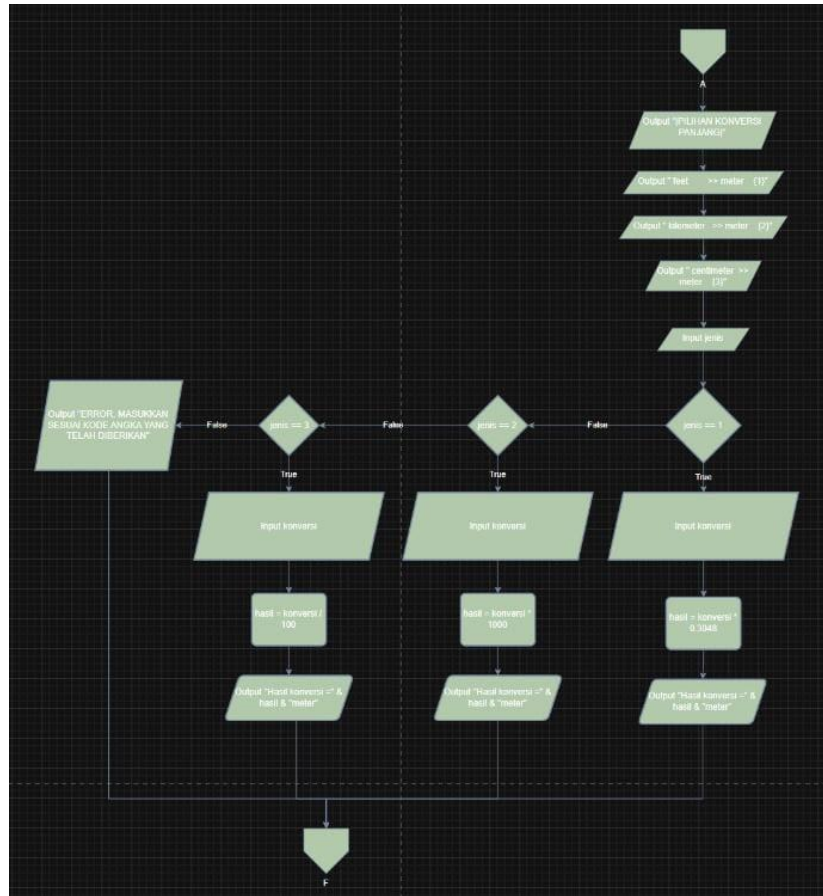 A
Output "|PILIHAN KONVERSI
PANJANG|"
Output " feet >> meter {1}"
Output " kilometer >> meter {2}"
Output " centimeter >>
meter {3}"
Input jenis
Output "ERROR, MASUKKAN
SESUAI KODE ANGKA YANG
TELAH DIBERIKAN"
False
jenis == 3
False
jenis == 2
False
jenis == 1
True
True
True
Input konversi
Input konversi
Input konversi
hasil = konversi /
100
hasil = konversi *
1000
hasil = konversi *
0.3048
Output "Hasil konversi =" &
hasil & "meter"
Output "Hasil konversi =" &
hasil & "meter"
Output "Hasil konversi =" &
hasil & "meter"
F